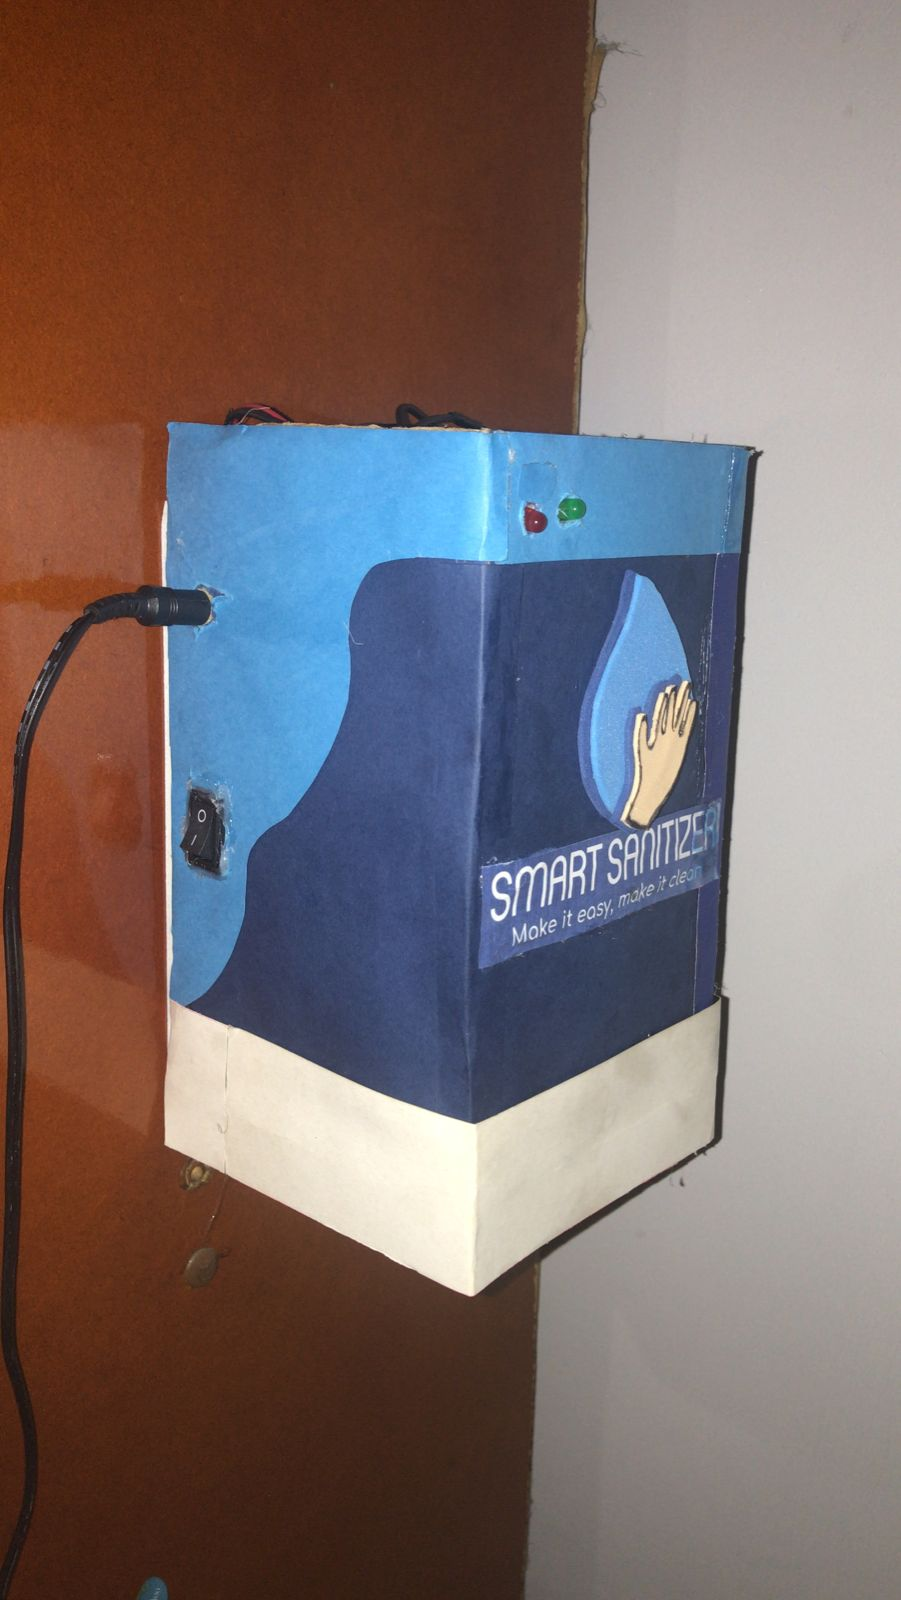 SMART SANITIZER
Make it easy, make it clean
O
I